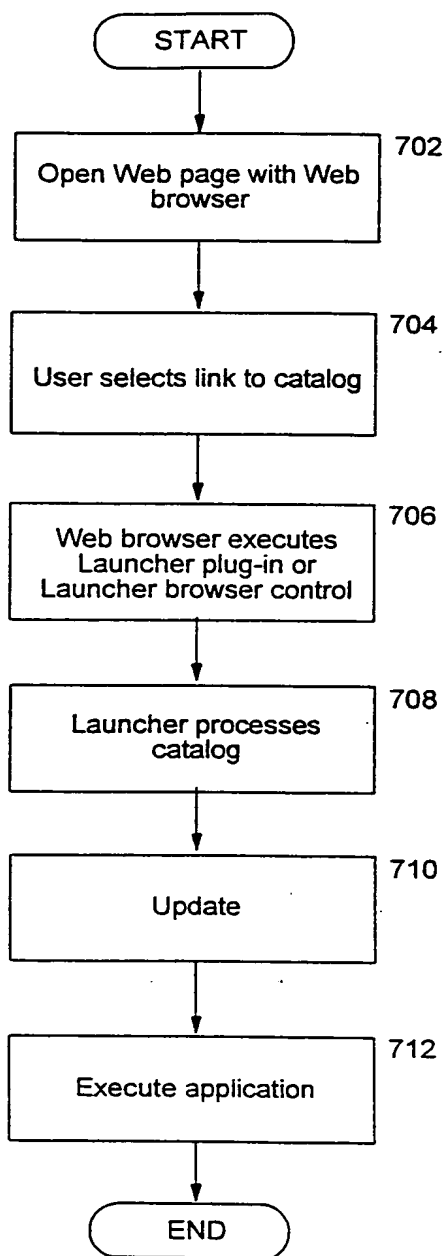 START
702
Open Web page with Web
browser
704
User selects link to catalog
706
Web browser executes
Launcher plug-in or
Launcher browser control
708
Launcher processes
catalog
710
Update
712
Execute application
END